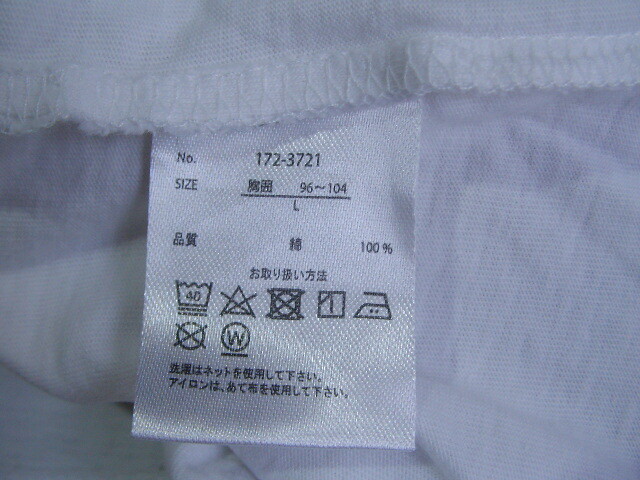 No. 172-3721
SIZE 胸囲 96～104
L
品質 綿 100%
お取り扱い方法
40
W
洗濯はネットを使用して下さい。
アイロンは、あて布を使用して下さい。